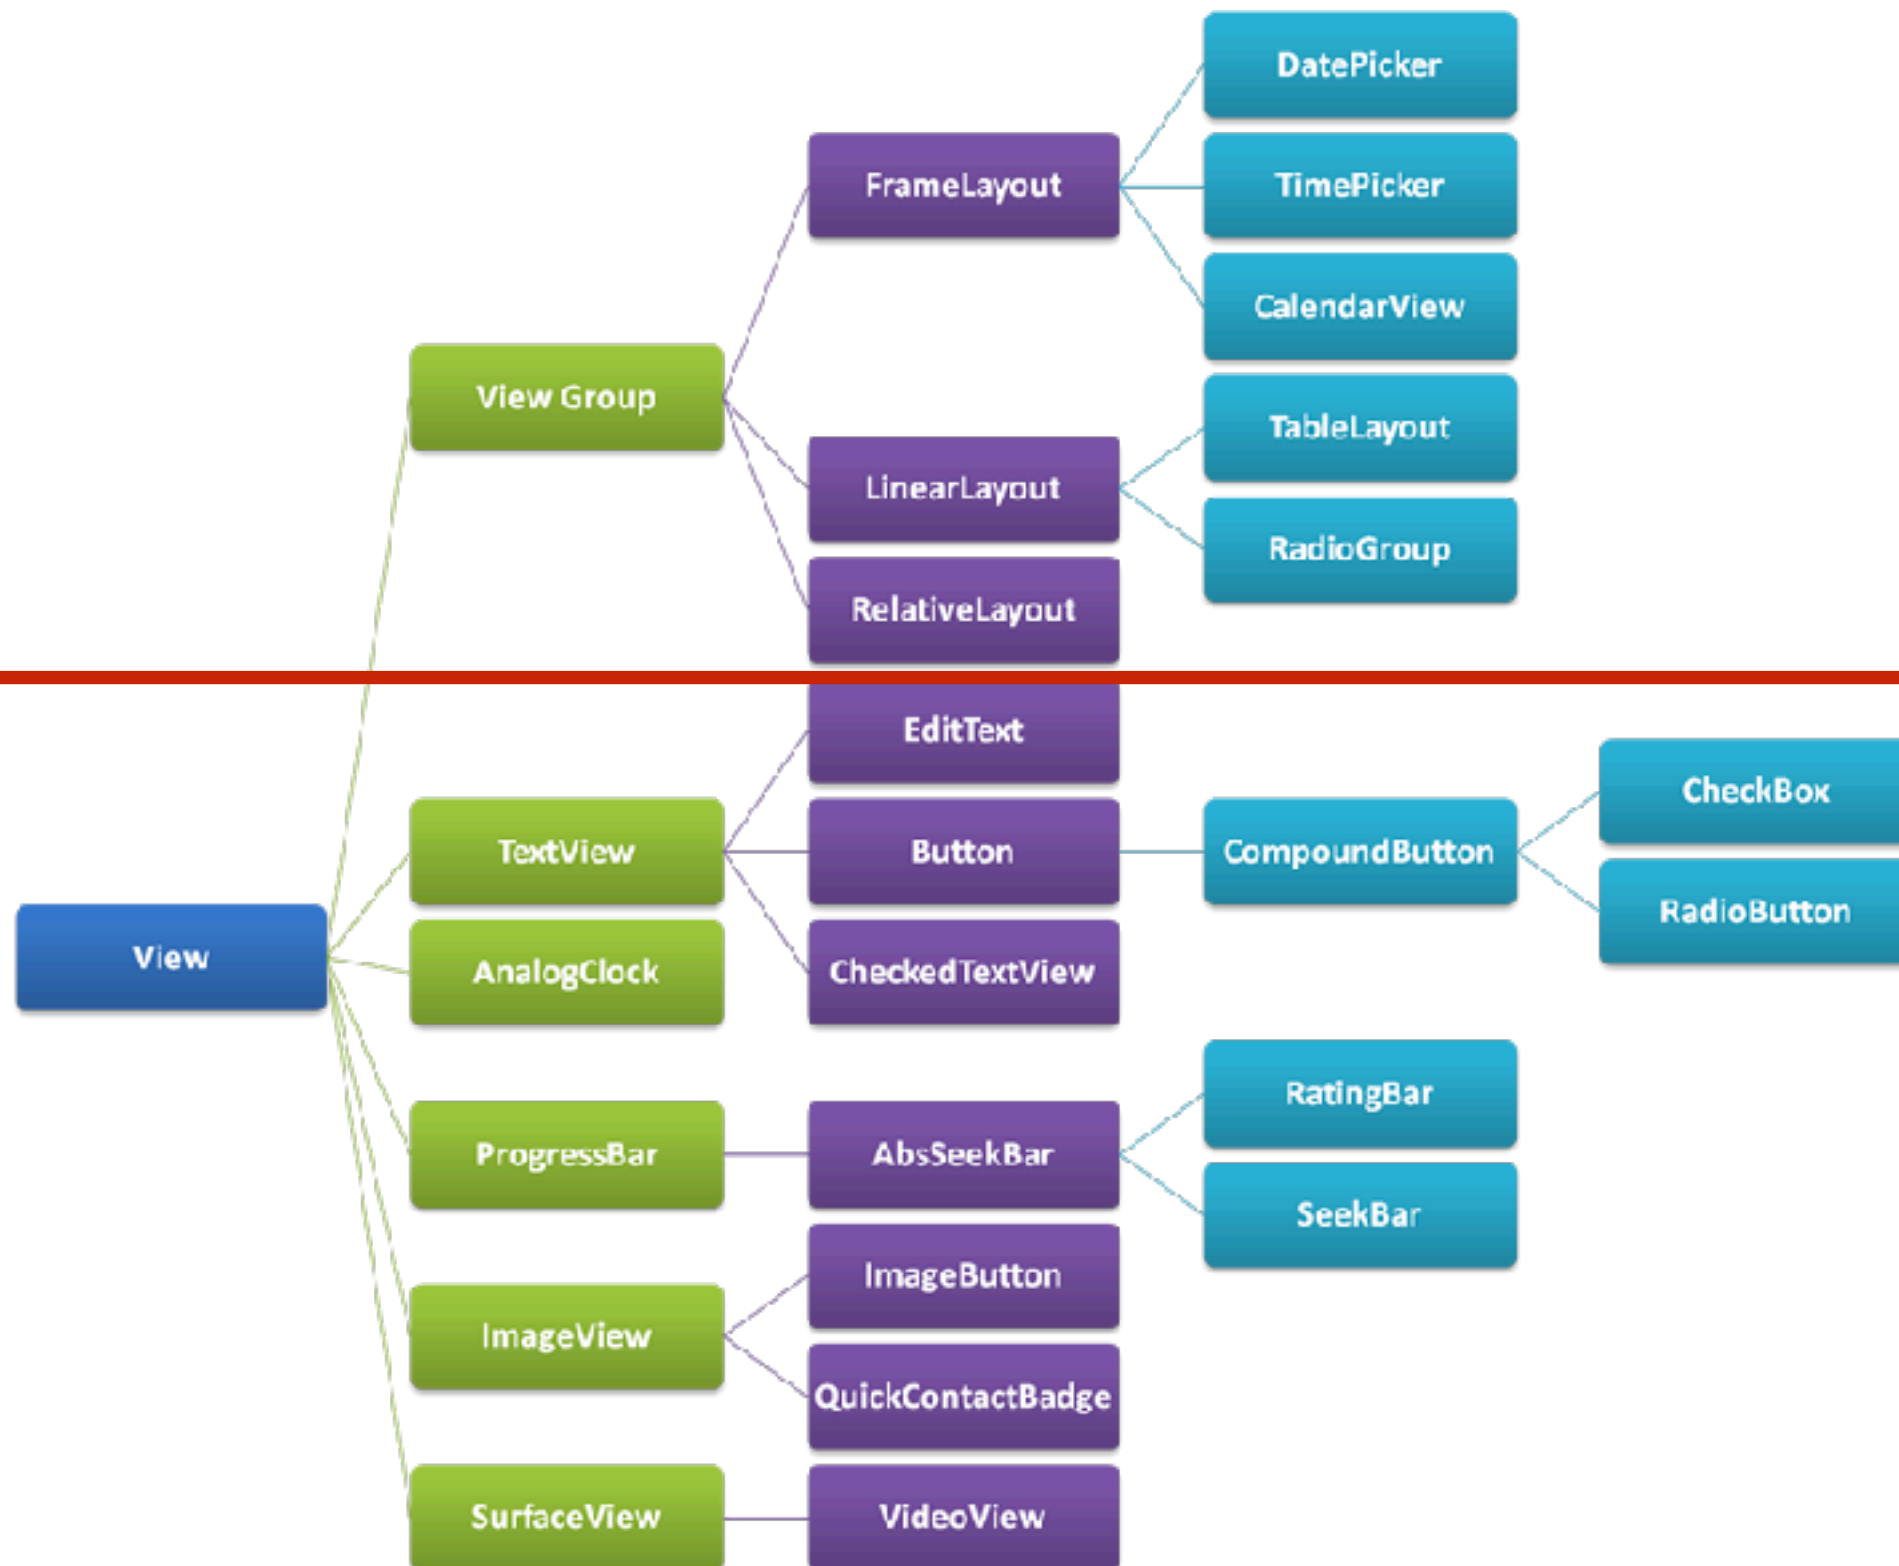 DatePicker
FrameLayout
TimePicker
CalendarView
View Group
TableLayout
LinearLayout
RadioGroup
RelativeLayout
EditText
CheckBox
TextView
Button
CompoundButton
RadioButton
View
AnalogClock
CheckedTextView
RatingBar
ProgressBar
AbsSeekBar
SeekBar
ImageButton
ImageView
QuickContactBadge
SurfaceView
VideoView